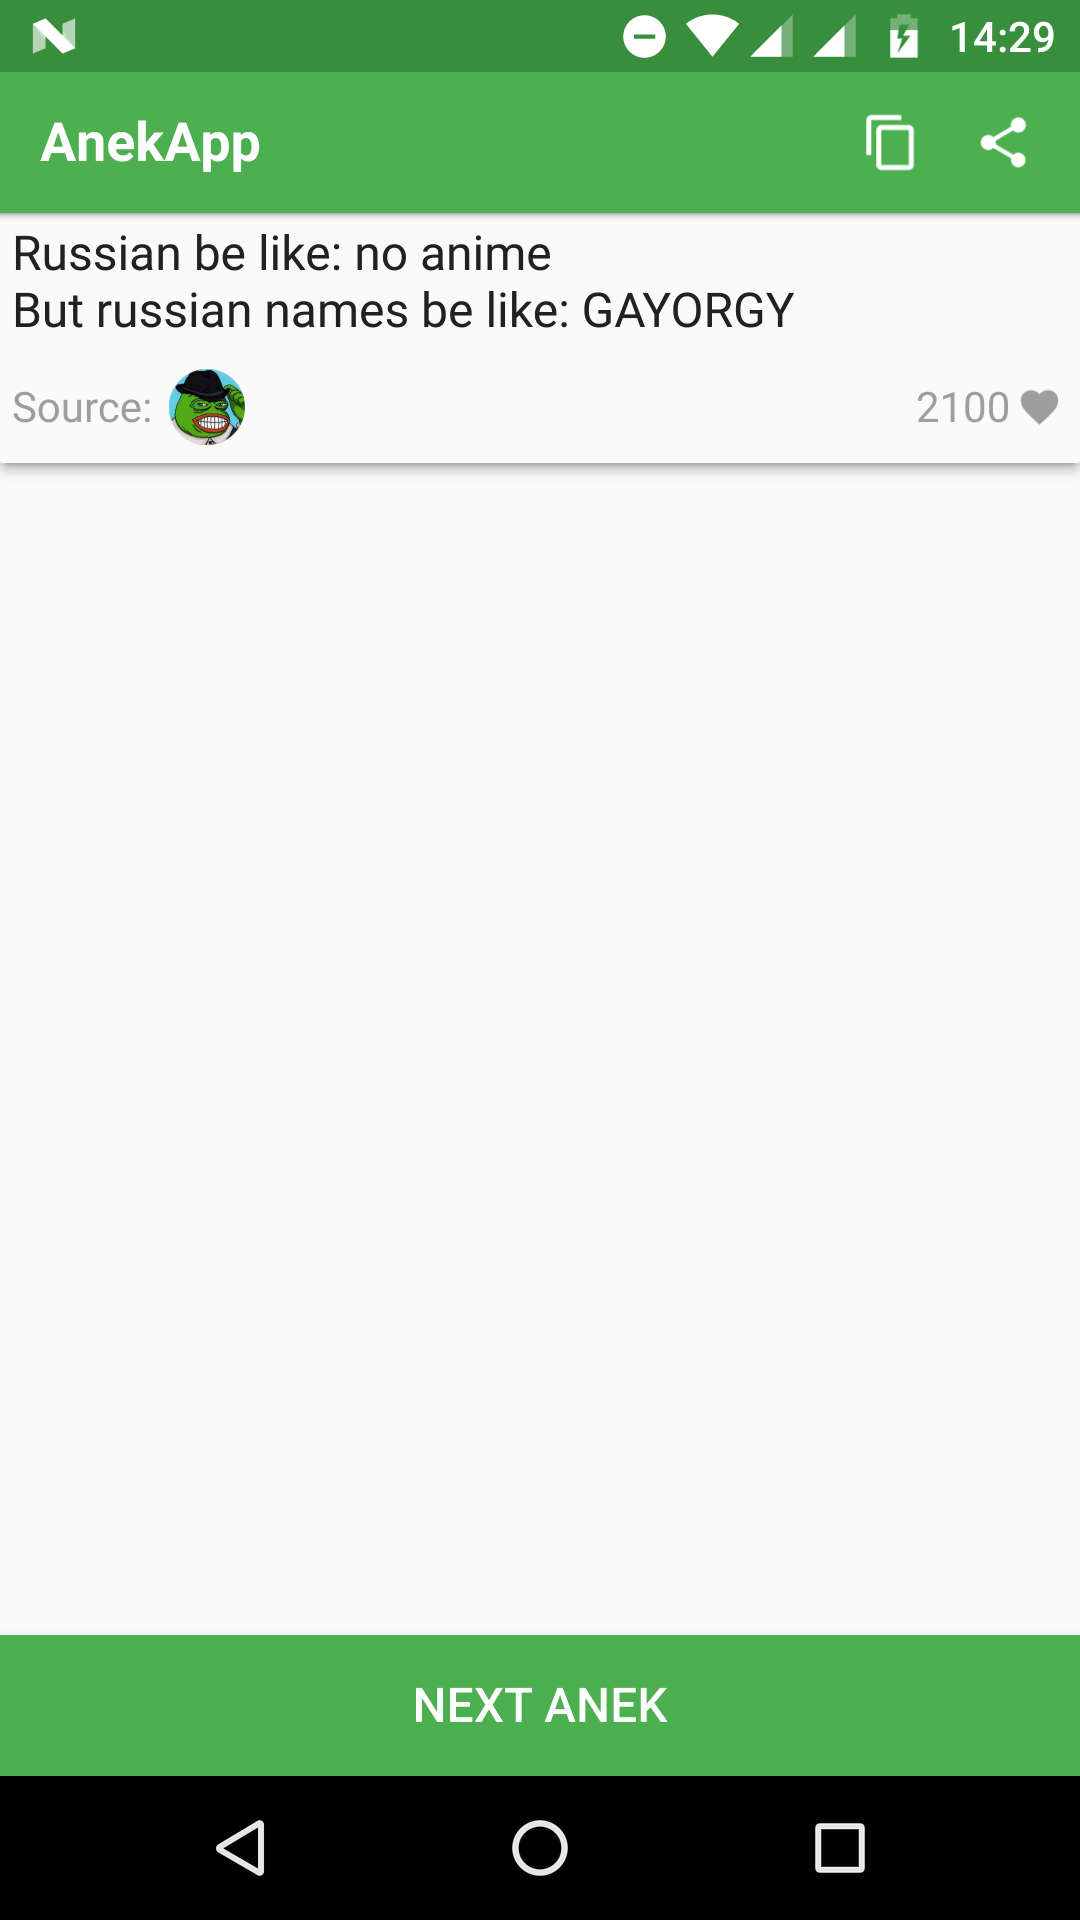 14:29
AnekApp
Russian be like: no anime
But russian names be like: GAYORGY
Source:
2100
NEXT ANEK